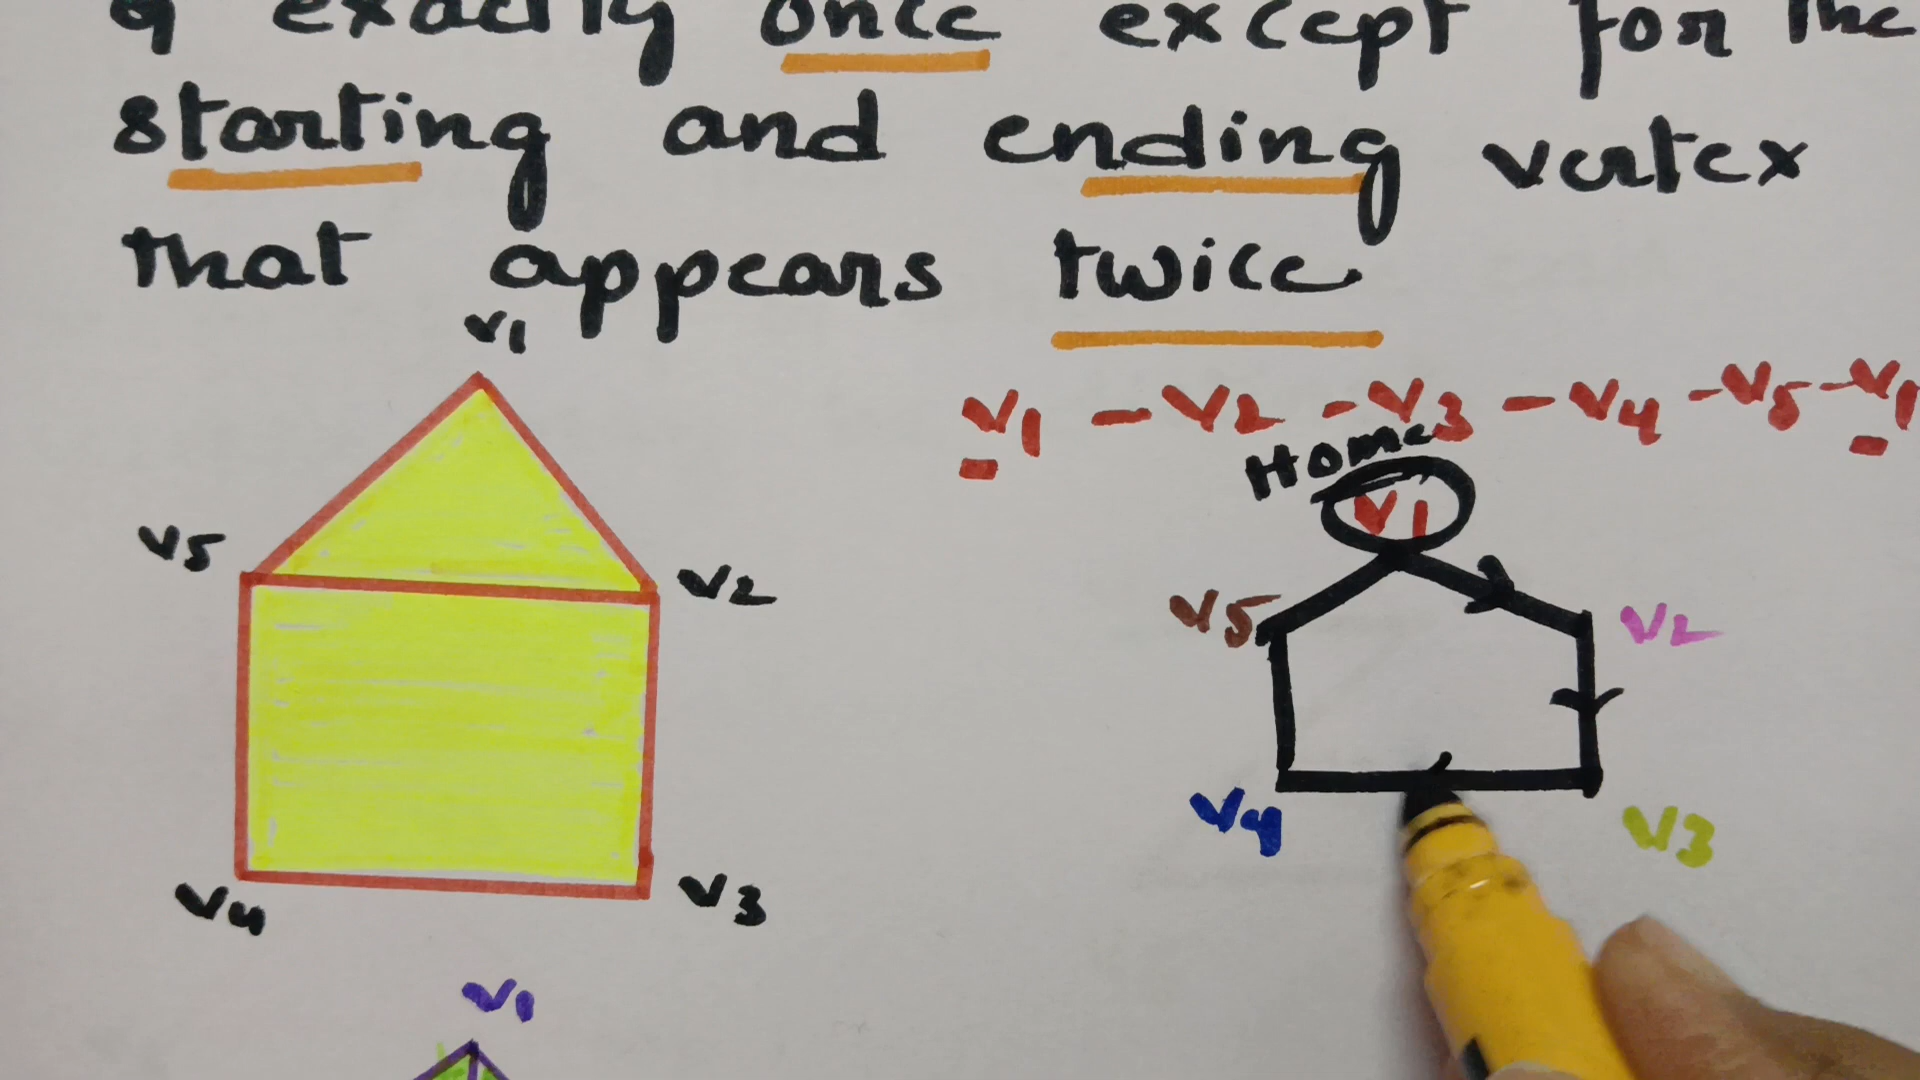 g exactly once except for the
starting and ending vertex
that appears twice
v1
v1 - v2 - v3 - v4 - v5 - v1
Home
v1
v5
v2
v5
v2
v4
v3
v4
v3
v1